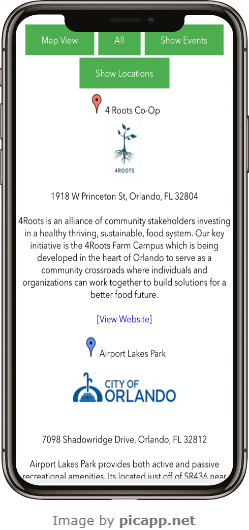 Map View
All
Show Events
Show Locations
4 Roots Co-Op
4ROOTS
1918 W Princeton St, Orlando, FL 32804
4Roots is an alliance of community stakeholders investing
in a healthy thriving, sustainable, food system. Our key
initiative is the 4Roots Farm Campus which is being
developed in the heart of Orlando to serve as a
community crossroads where individuals and
organizations can work together to build solutions for a
better food future.
[View Website]
Airport Lakes Park
CITY OF
ORLANDO
7098 Shadowridge Drive, Orlando, FL 32812
Airport Lakes Park provides both active and passive
recreational amenities. Its located just off of SR436 near
Image by picapp.net